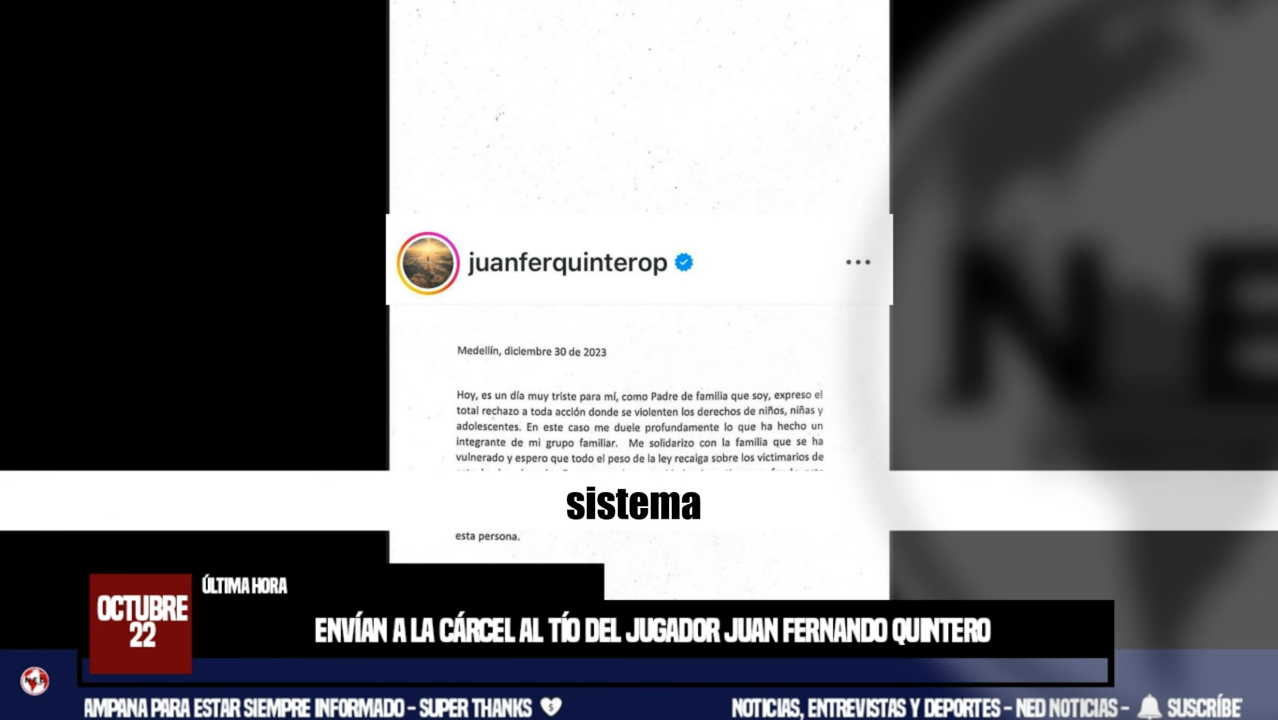 juanferquinterop
Medellín, diciembre 30 de 2023
Hoy, es un día muy triste para mí, como Padre de familia que soy, expreso el
total rechazo a toda acción donde se violenten los derechos de niños, niñas y
adolescentes. En este caso me duele profundamente lo que ha hecho un
integrante de mi grupo familiar. Me solidarizo con la familia que se ha
vulnerado y espero que todo el peso de la ley recaiga sobre los victimarios de
sistema
esta persona.
ÚLTIMA HORA
OCTUBRE
22
ENVÍAN A LA CÁRCEL AL TÍO DEL JUGADOR JUAN FERNANDO QUINTERO
AMPANA PARA ESTAR SIEMPRE INFORMADO - SUPER THANKS
NOTICIAS, ENTREVISTAS Y DEPORTES - NED NOTICIAS - SUSCRÍBE
N E